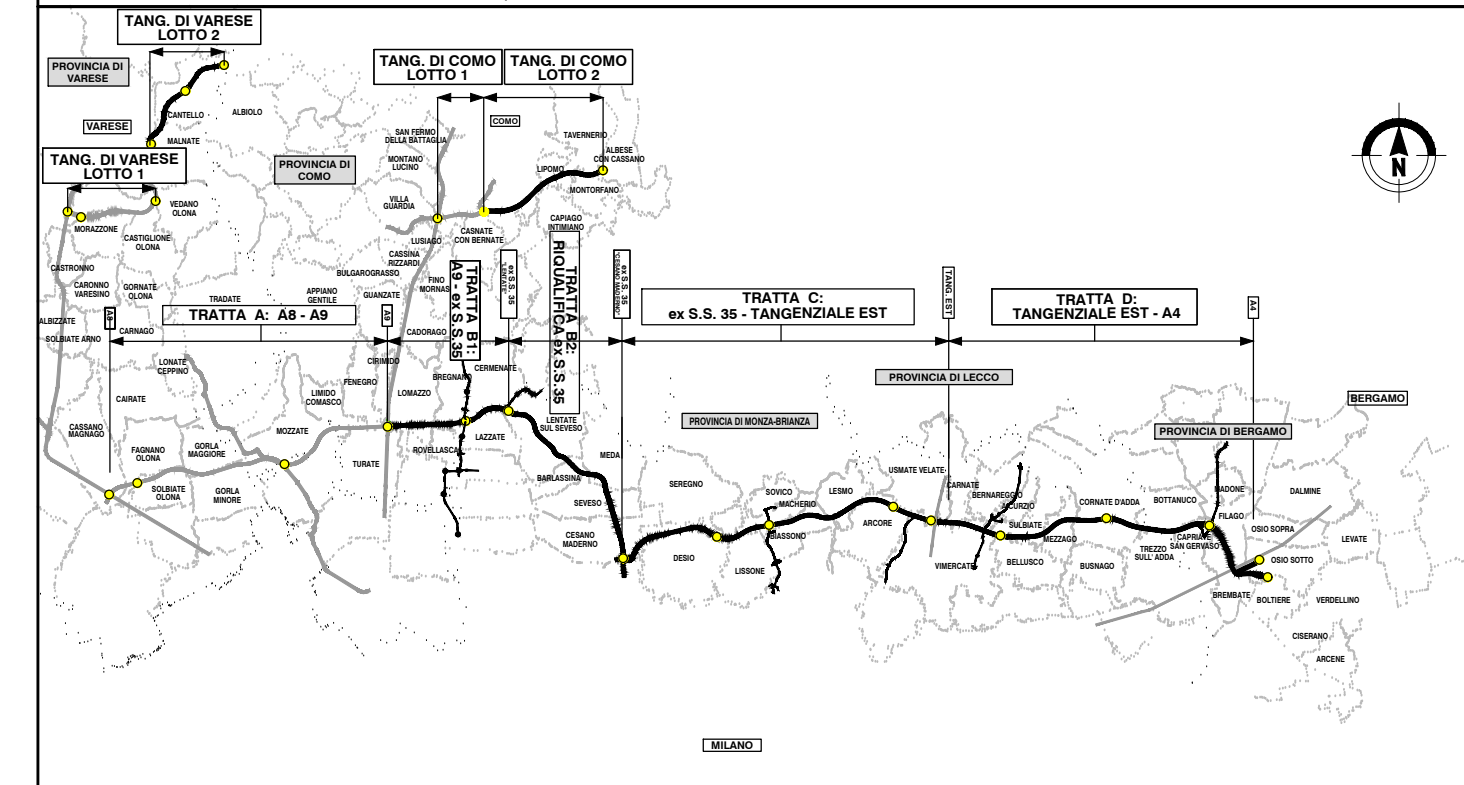 TANG. DI VARESE
LOTTO 2
PROVINCIA DI
VARESE
CANTELLO
ALBIOLO
VARESE
MALNATE
TANG. DI VARESE
LOTTO 1
PROVINCIA DI
COMO
VEDANO
OLONA
MORAZZONE
CASTIGLIONE
OLONA
TANG. DI COMO
LOTTO 1
TANG. DI COMO
LOTTO 2
COMO
SAN FERMO
DELLA BATTAGLIA
TAVERNERIO
MONTANO
LUCINO
ALBESE
CON CASSANO
LIPOMO
MONTORFANO
VILLA
GUARDIA
CAPIAGO
INTIMIANO
CASNATE
CON BERNATE
LUSIAGO
CASSINA
RIZZARDI
BULGAROGRASSO
FINO
MORNAS
CASTRONNO
CARONNO
VARESINO
GORNATE
OLONA
TRADATE
APPIANO
GENTILE
GUANZATE
ALBIZZATE
SOLBIATE ARNO
A8
CARNAGO
TRATTA A: A8 - A9
A9
CADORAGO
TRATTA B1:
A9 - ex S.S.35
ex S.S. 35
"LENTATE"
TRATTA B2:
RIQUALIFICA ex S.S.35
ex S.S. 35
"CESANO MADERNO"
TRATTA C:
ex S.S. 35 - TANGENZIALE EST
TANG. EST
TRATTA D:
TANGENZIALE EST - A4
A4
LONATE
CEPPINO
CIRIMIDO
FENEGRO
BREGNANO
CERMENATE
LIMIDO
COMASCO
LOMAZZO
CAIRATE
CASSANO
MAGNAGO
MOZZATE
FAGNANO
OLONA
GORLA
MAGGIORE
LAZZATE
LENTATE
SUL SEVESO
ROVELLASCA
TURATE
SOLBIATE
OLONA
GORLA
MINORE
MEDA
BARLASSINA
SEVESO
CESANO
MADERNO
PROVINCIA DI LECCO
PROVINCIA DI MONZA-BRIANZA
PROVINCIA DI BERGAMO
BERGAMO
SEREGNO
SOVICO
MACHERIO
LESMO
USMATE VELATE
CARNATE
BERNAREGGIO
CURZIO
SULBIATE
CORNATE D'ADDA
BOTTANUCO
MADONE
FILAGO
DALMINE
OSIO SOPRA
LEVATE
DESIO
BIASSONO
ARCORE
LISSONE
VIMERCATE
MEZZAGO
BELLUSCO
BUSNAGO
TREZZO
SULL' ADDA
CAPRIATE
SAN GERVASO
OSIO SOTTO
BREMBATE
BOLTIERE
VERDELLINO
CISERANO
ARCENE
MILANO
N